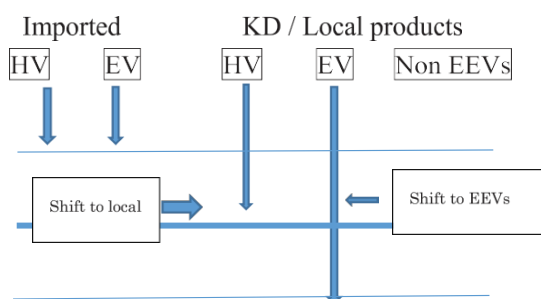 Imported KD / Local products
HV EV HV EV Non EEVs
Shift to local Shift to EEVs